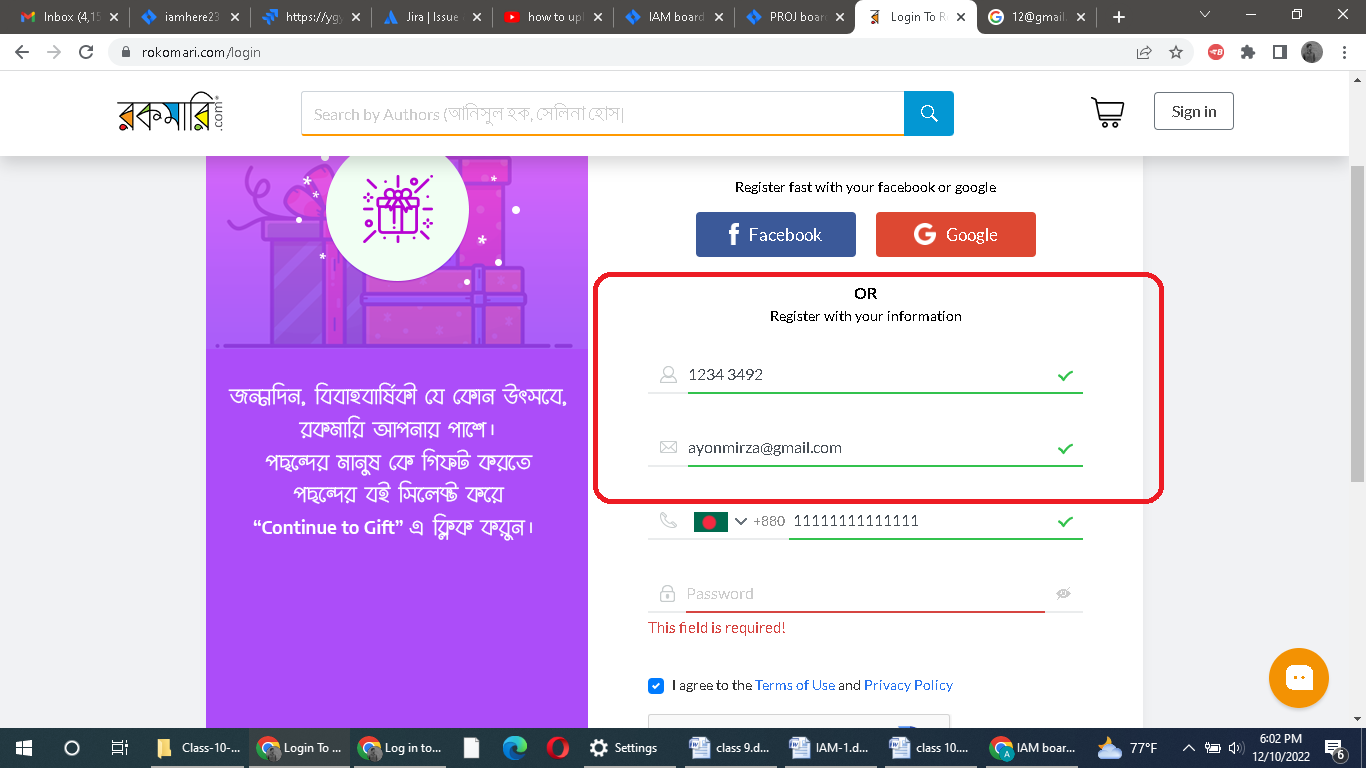 Inbox (4,15
iamhere23
https://ygy
Jira | Issue
how to upl
IAM board
PROJ boar
Login To R
12@gmail.
rokomari.com/login
রকমারি.com
Search by Authors (আনিসুল হক, সেলিনা হোস|
Sign in
Register fast with your facebook or google
Facebook
Google
OR
Register with your information
1234 3492
ayonmirza@gmail.com
+880 11111111111111
Password
This field is required!
I agree to the Terms of Use and Privacy Policy
জন্মদিন, বিবাহবার্ষিকী যে কোন উৎসবে,
রকমারি আপনার পাশে।
পছন্দের মানুষ কে গিফট করতে
পছন্দের বই সিলেক্ট করে
“Continue to Gift” এ ক্লিক করুন।
Class-10-...
Login To ...
Log in to...
Settings
class 9.d...
IAM-1.d...
class 10....
IAM boar...
77°F
6:02 PM
12/10/2022
6